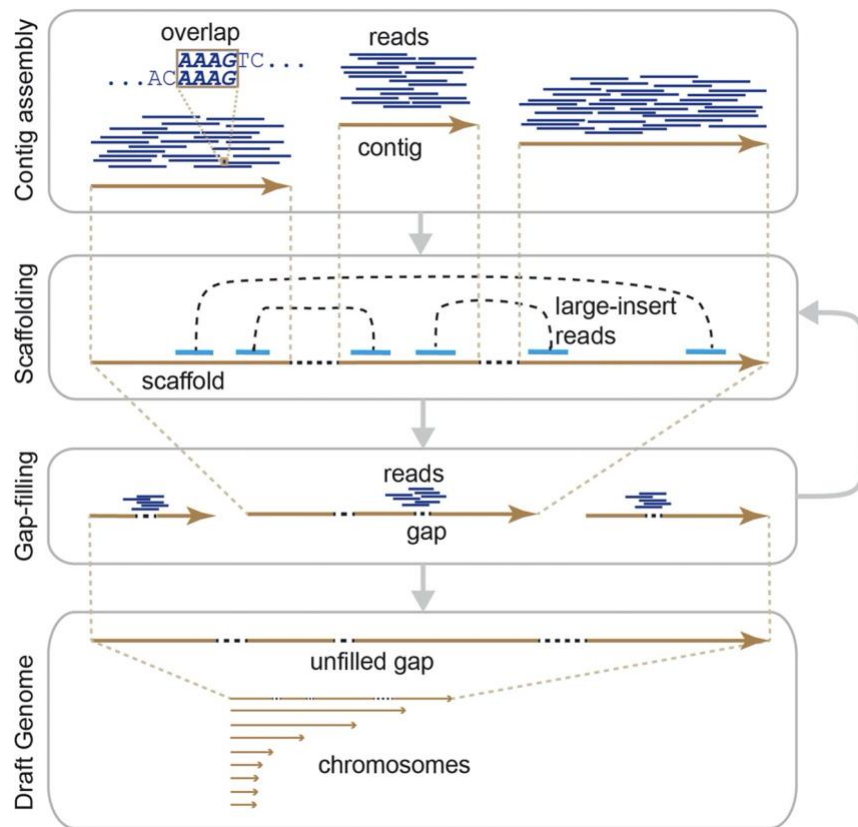 Contig assembly
overlap
AAAGTC...
...ACAAAG
reads
contig
Scaffolding
large-insert
reads
scaffold
Gap-filling
reads
gap
Draft Genome
unfilled gap
chromosomes